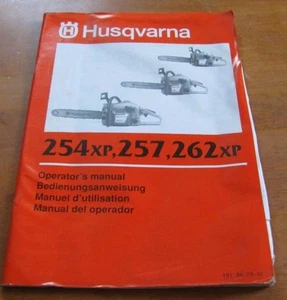 Husqvarna
254XP, 257, 262XP
Operator's manual
Bedienungsanweisung
Manuel d'utilisation
Manual del operador